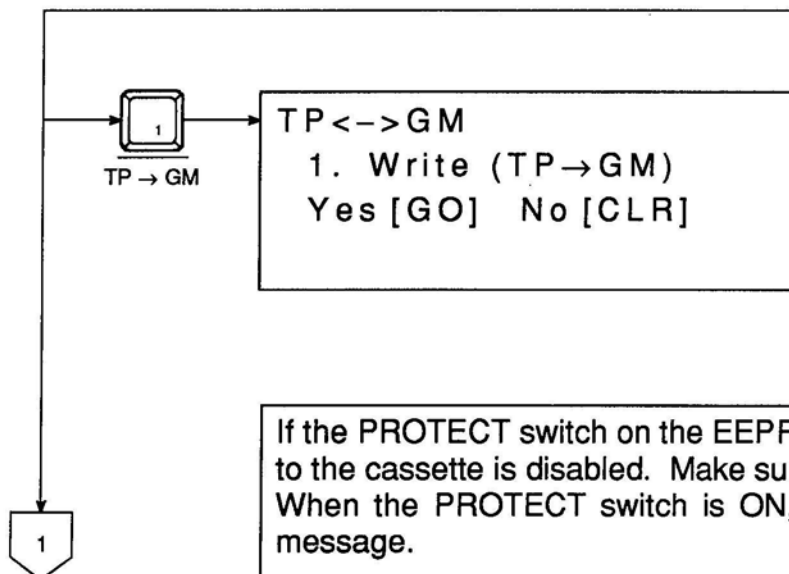 1
TP → GM
TP<->GM
1. Write (TP→GM)
Yes [GO] No [CLR]
If the PROTECT switch on the
to the cassette is disabled. Make
When the PROTECT switch is ON,
message.
1